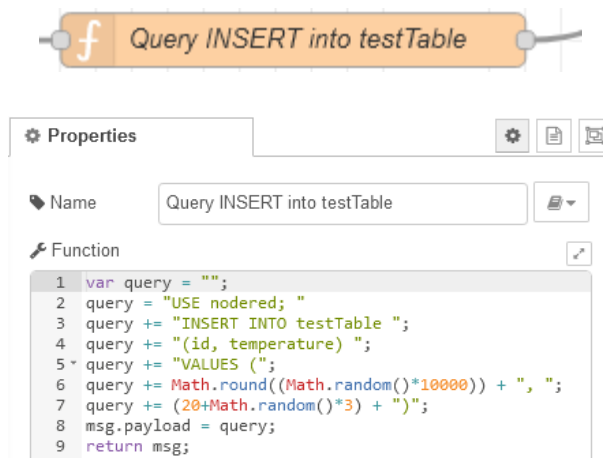 f Query INSERT into testTable
Properties
Name Query INSERT into testTable
Function
1 var query = "";
2 query = "USE nodered; "
3 query += "INSERT INTO testTable ";
4 query += "(id, temperature) ";
5 query += "VALUES (";
6 query += Math.round((Math.random()*10000)) + ", ";
7 query += (20+Math.random()*3) + ")";
8 msg.payload = query;
9 return msg;